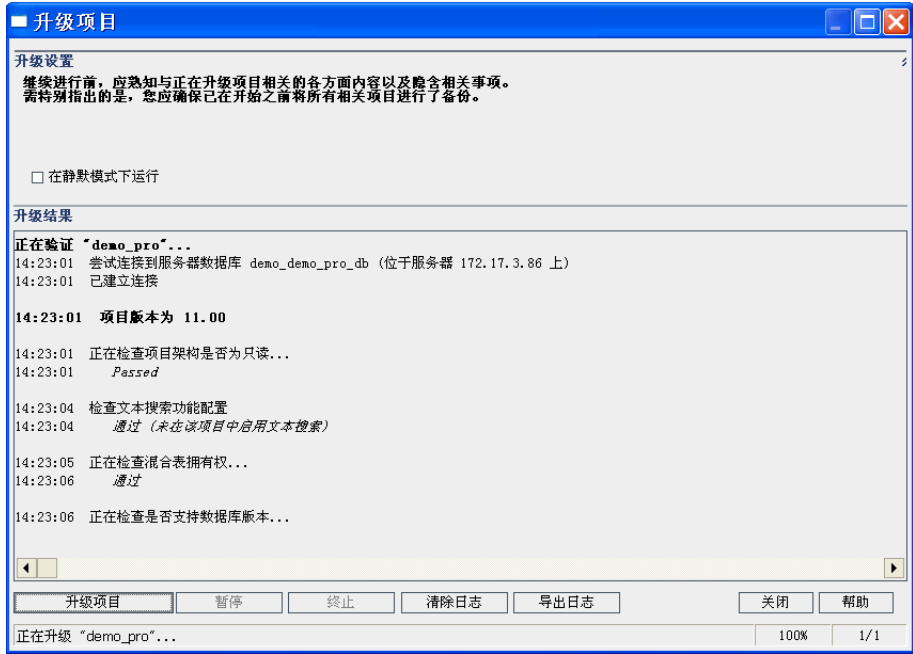 升级项目
升级设置
继续进行前，应熟知与正在升级项目相关的各方面内容以及隐含相关事项。
需特别指出的是，您应确保已在开始之前将所有相关项目进行了备份。
在静默模式下运行
升级结果
正在验证 "demo_pro"...
14:23:01 尝试连接到服务器数据库 demo_demo_pro_db (位于服务器 172.17.3.86 上)
14:23:01 已建立连接
14:23:01 项目版本为 11.00
14:23:01 正在检查项目架构是否为只读...
14:23:01 Passed
14:23:04 检查文本搜索功能配置
14:23:04 通过 (未在该项目中启用文本搜索)
14:23:05 正在检查混合表拥有权...
14:23:06 通过
14:23:06 正在检查是否支持数据库版本...
升级项目 暂停 终止 清除日志 导出日志 关闭 帮助
正在升级 "demo_pro"... 100% 1/1